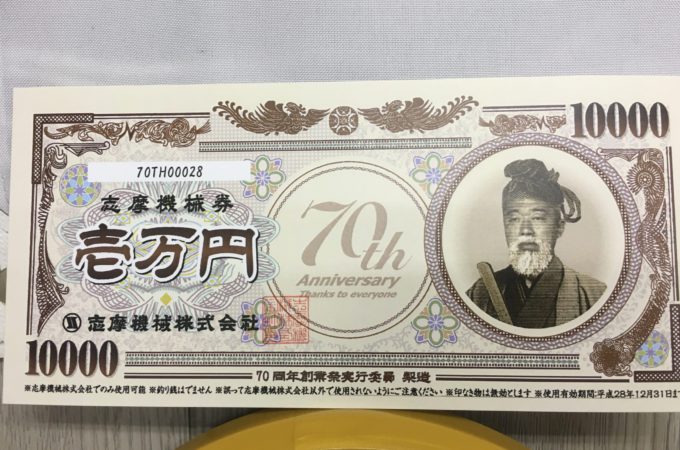 10000
70TH00028
志摩機械券
壱万円
70th
Anniversary
Thanks to everyone
志摩機械株式会社
10000
70周年創業祭実行委員 製造
※志摩機械株式会社でのみ使用可能 ※釣り銭はでません ※誤って志摩機械株式会社以外で使用されないようにご注意ください ※印なき物は無効とします ※使用有効期間:平成28年12月31日ま